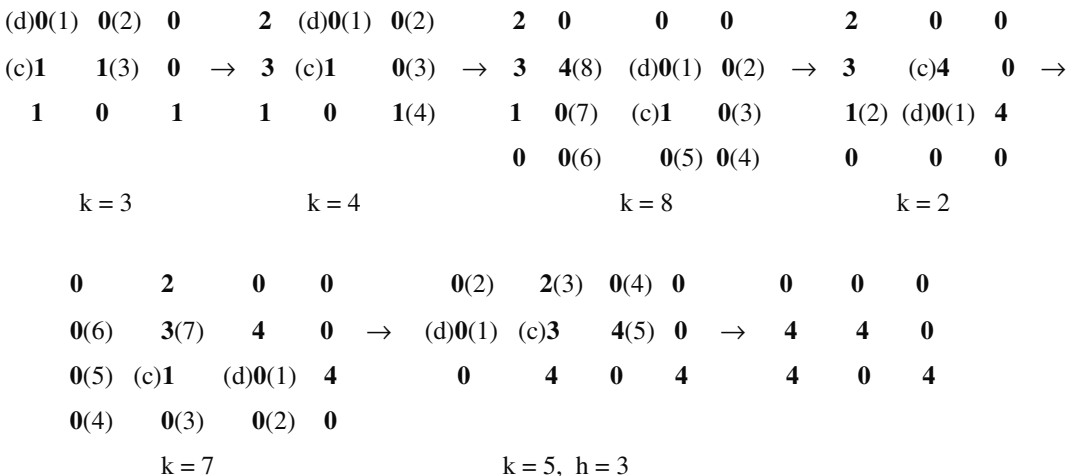 (d)0(1) 0(2) 0 2 (d)0(1) 0(2) 2 0 0 0 2 0 0
(c)1 1(3) 0 → 3 (c)1 0(3) → 3 4(8) (d)0(1) 0(2) → 3 (c)4 0 →
1 0 1 1 0 1(4) 1 0(7) (c)1 0(3) 1(2) (d)0(1) 4
0 0(6) 0(5) 0(4) 0 0 0
k = 3 k = 4 k = 8 k = 2
0 2 0 0 0(2) 2(3) 0(4) 0 0 0 0
0(6) 3(7) 4 0 → (d)0(1) (c)3 4(5) 0 → 4 4 0
0(5) (c)1 (d)0(1) 4 0 4 0 4 4 0 4
0(4) 0(3) 0(2) 0
k = 7 k = 5, h = 3